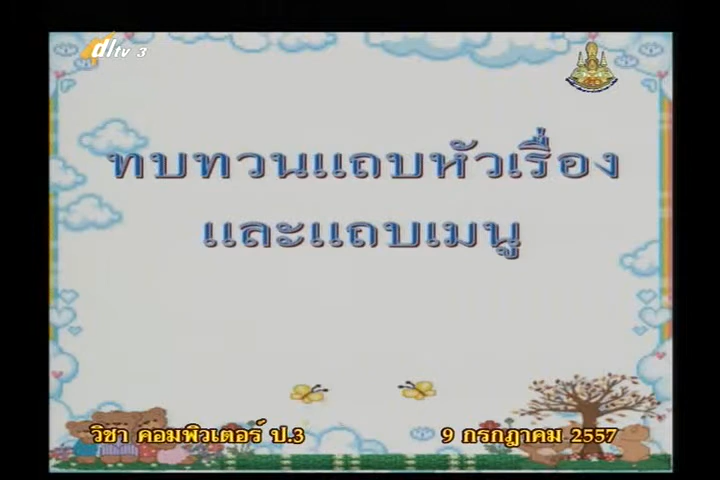 dltv 3
ทบทวนแถบหัวเรื่อง
และแถบเมนู
วิชา คอมพิวเตอร์ ป.3
9 กรกฎาคม 2557